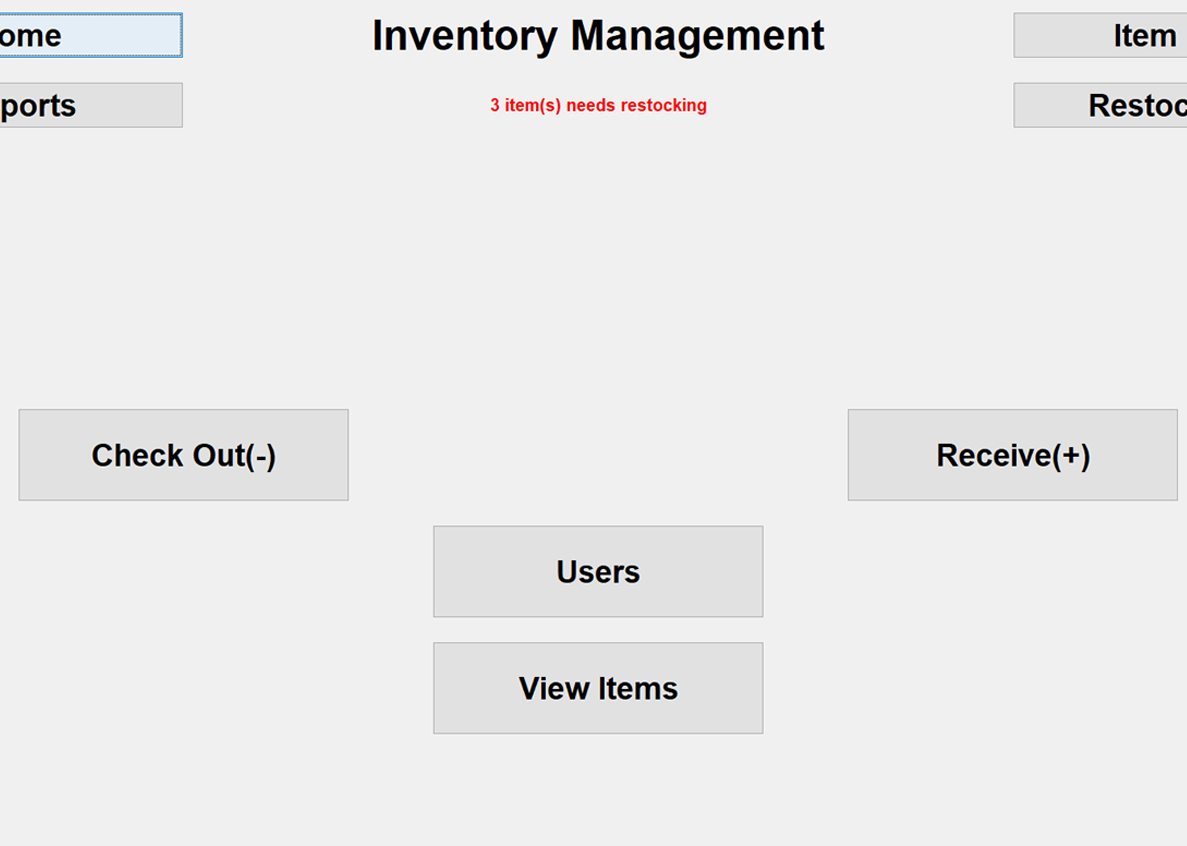 ome
Inventory Management
Item
ports
3 item(s) needs restocking
Restoc
Check Out(-)
Receive(+)
Users
View Items